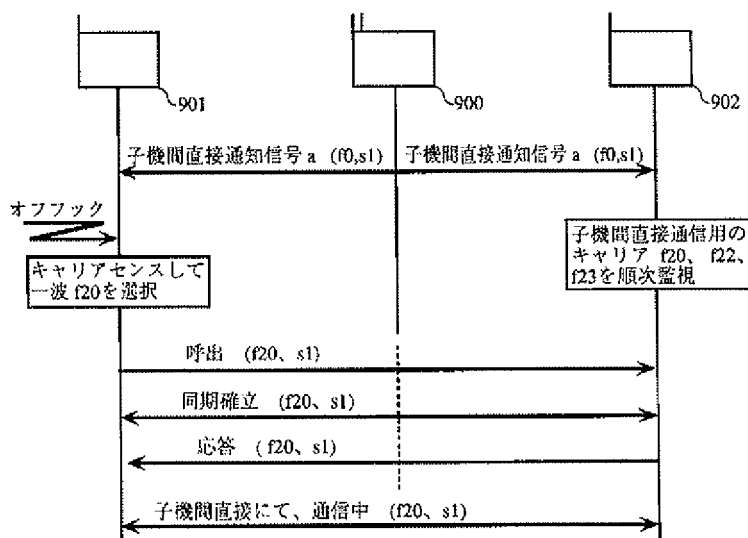 901
900
902
子機間直接通知信号 a (f0,s1)
子機間直接通知信号 a (f0,s1)
オフフック
キャリアセンスして
一波 f20を選択
子機間直接通信用の
キャリア f20、 f22、
f23を順次監視
呼出 (f20、s1)
同期確立 (f20、s1)
応答 (f20、s1)
子機間直接にて、通信中 (f20、s1)